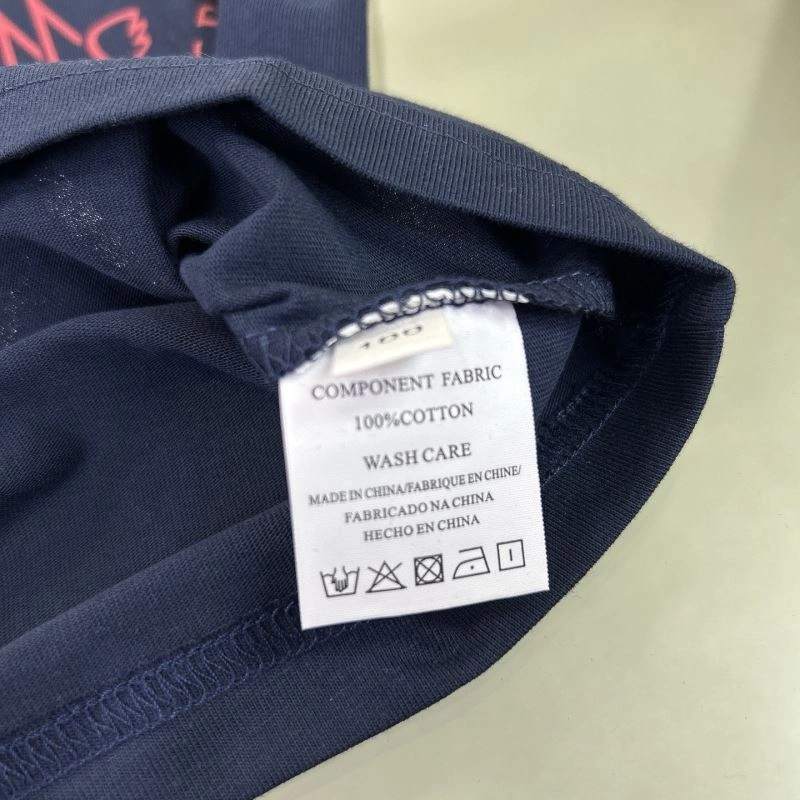 100
COMPONENT FABRIC
100%COTTON
WASH CARE
MADE IN CHINA/FABRIQUE EN CHINE/
FABRICADO NA CHINA
HECHO EN CHINA